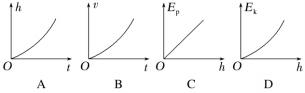 h v Eₚ Eₖ
O t O t O h O h
A B C D